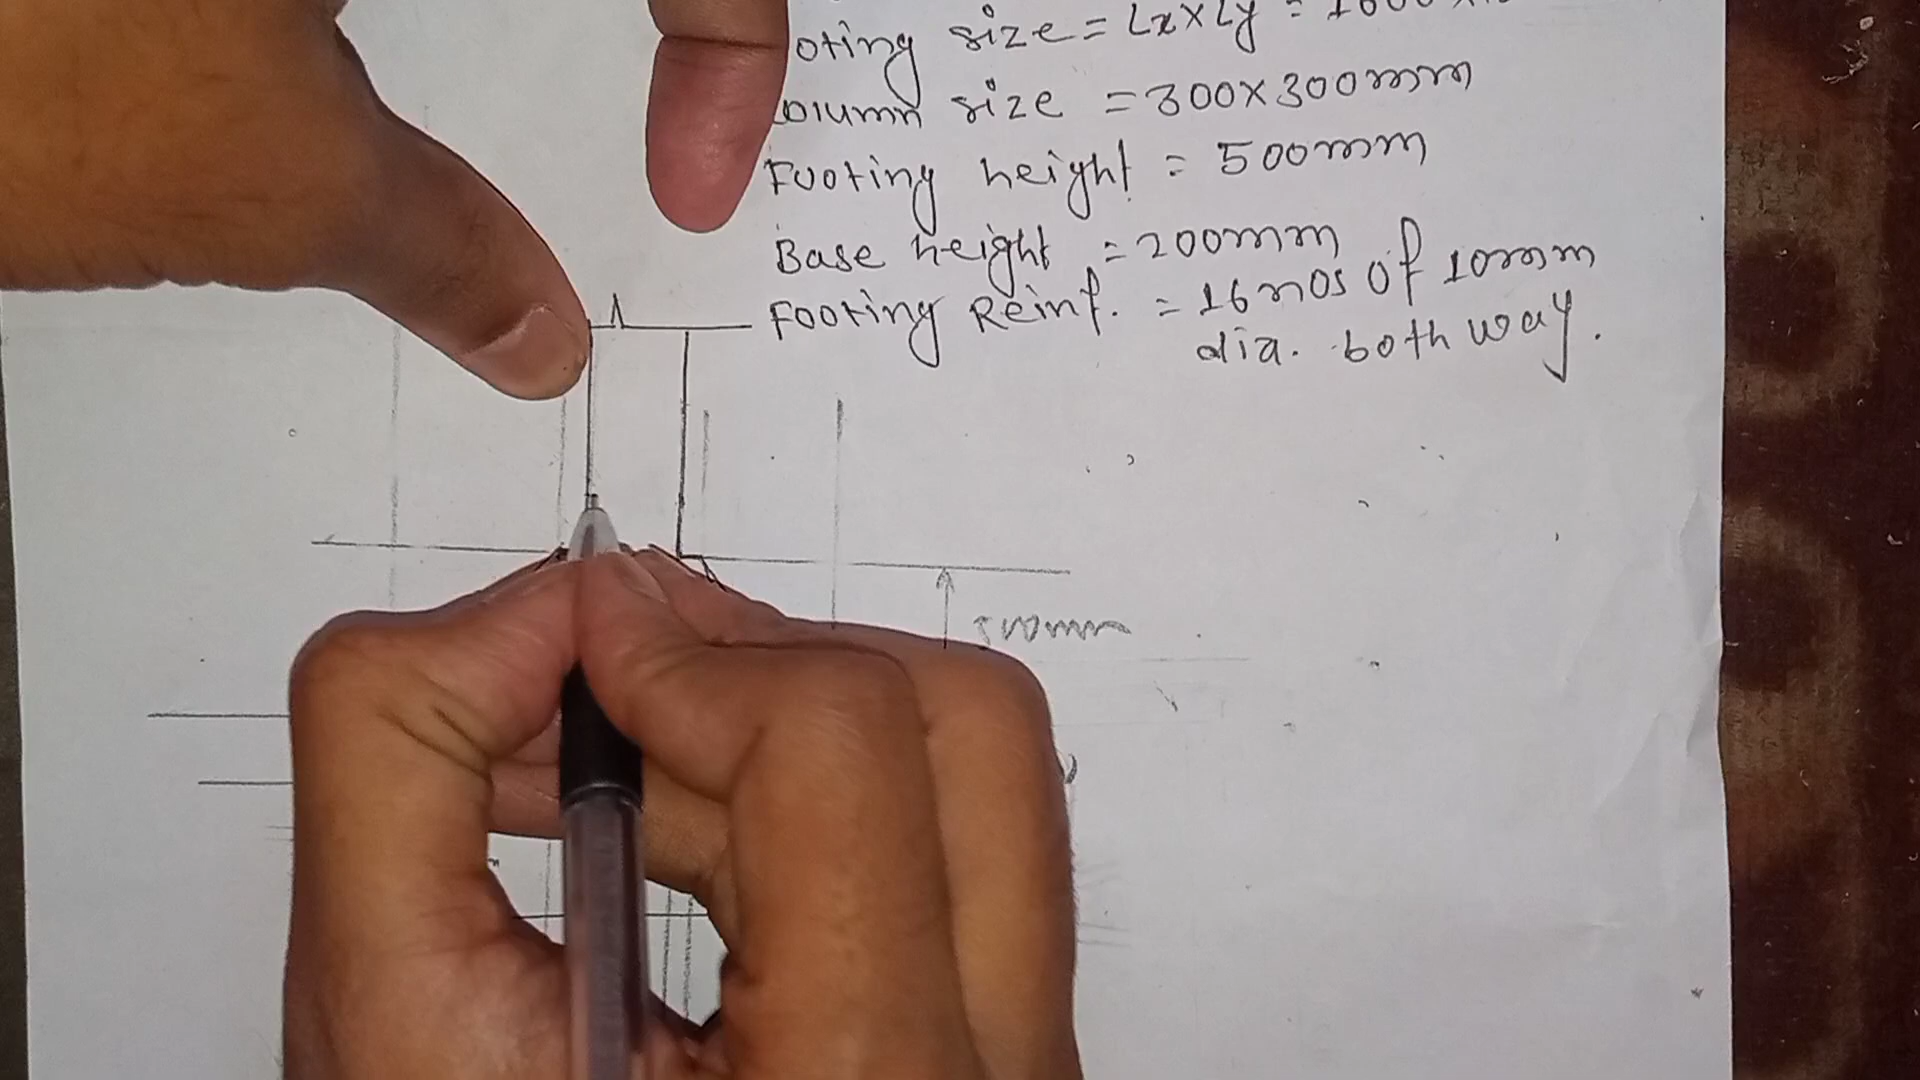 oting size = Lx×Ly =
olumn size = 300×300mm
Footing height = 500mm
Base height = 200mm
Footing Reinf. = 16nos of 10mm
dia. both way.